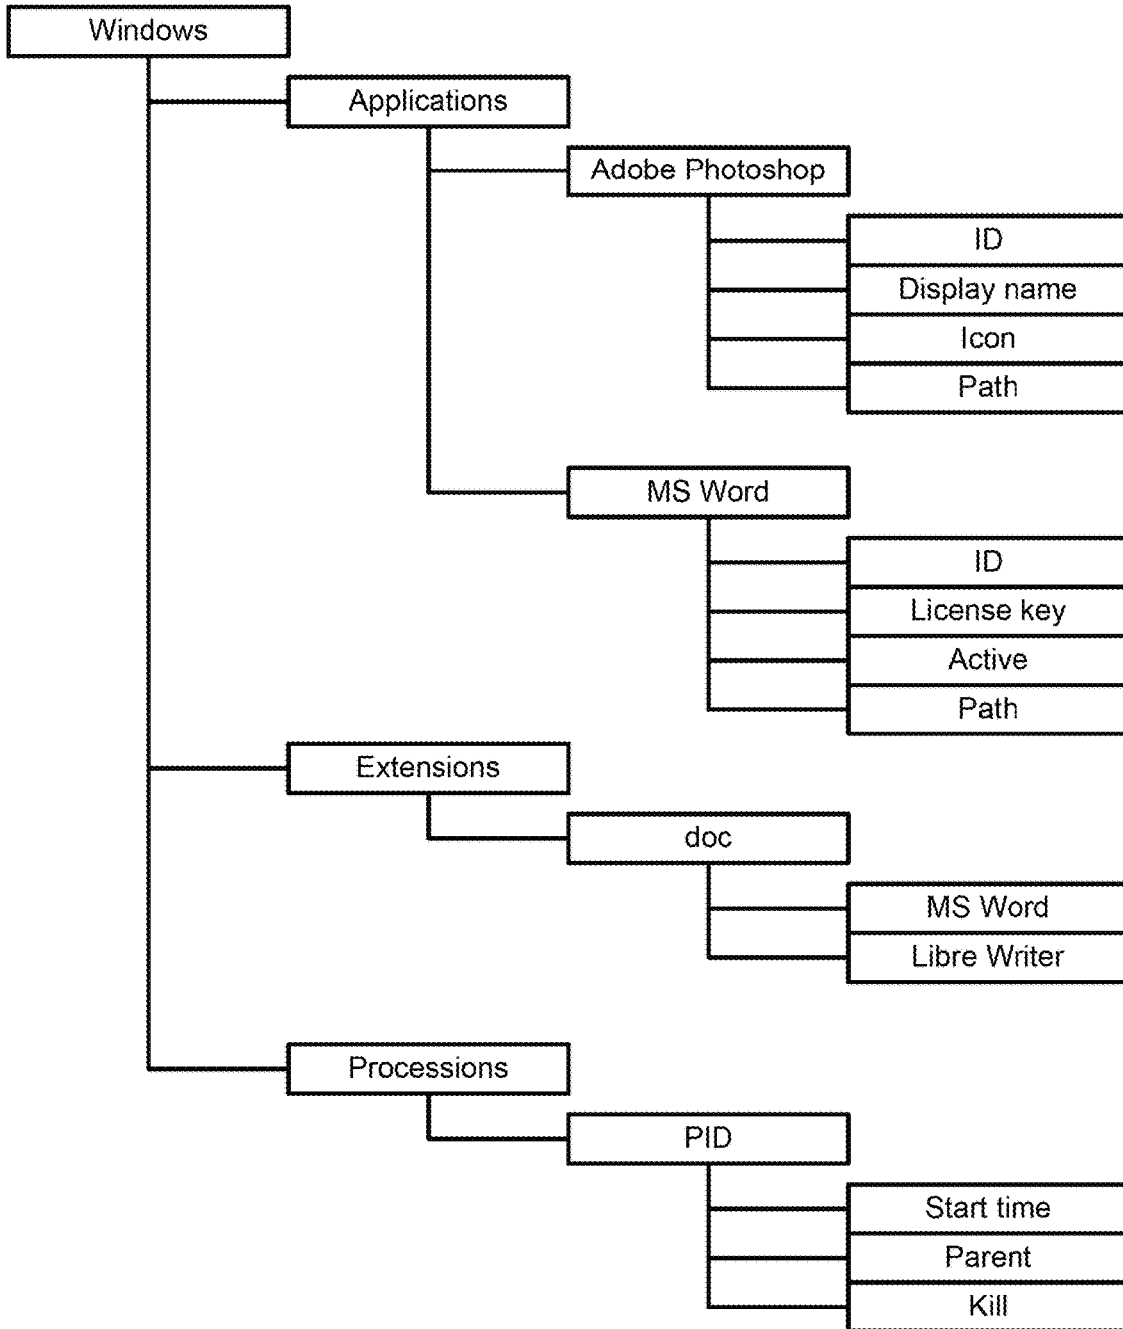 Windows
Applications
Adobe Photoshop
ID
Display name
Icon
Path
MS Word
ID
License key
Active
Path
Extensions
doc
MS Word
Libre Writer
Processions
PID
Start time
Parent
Kill